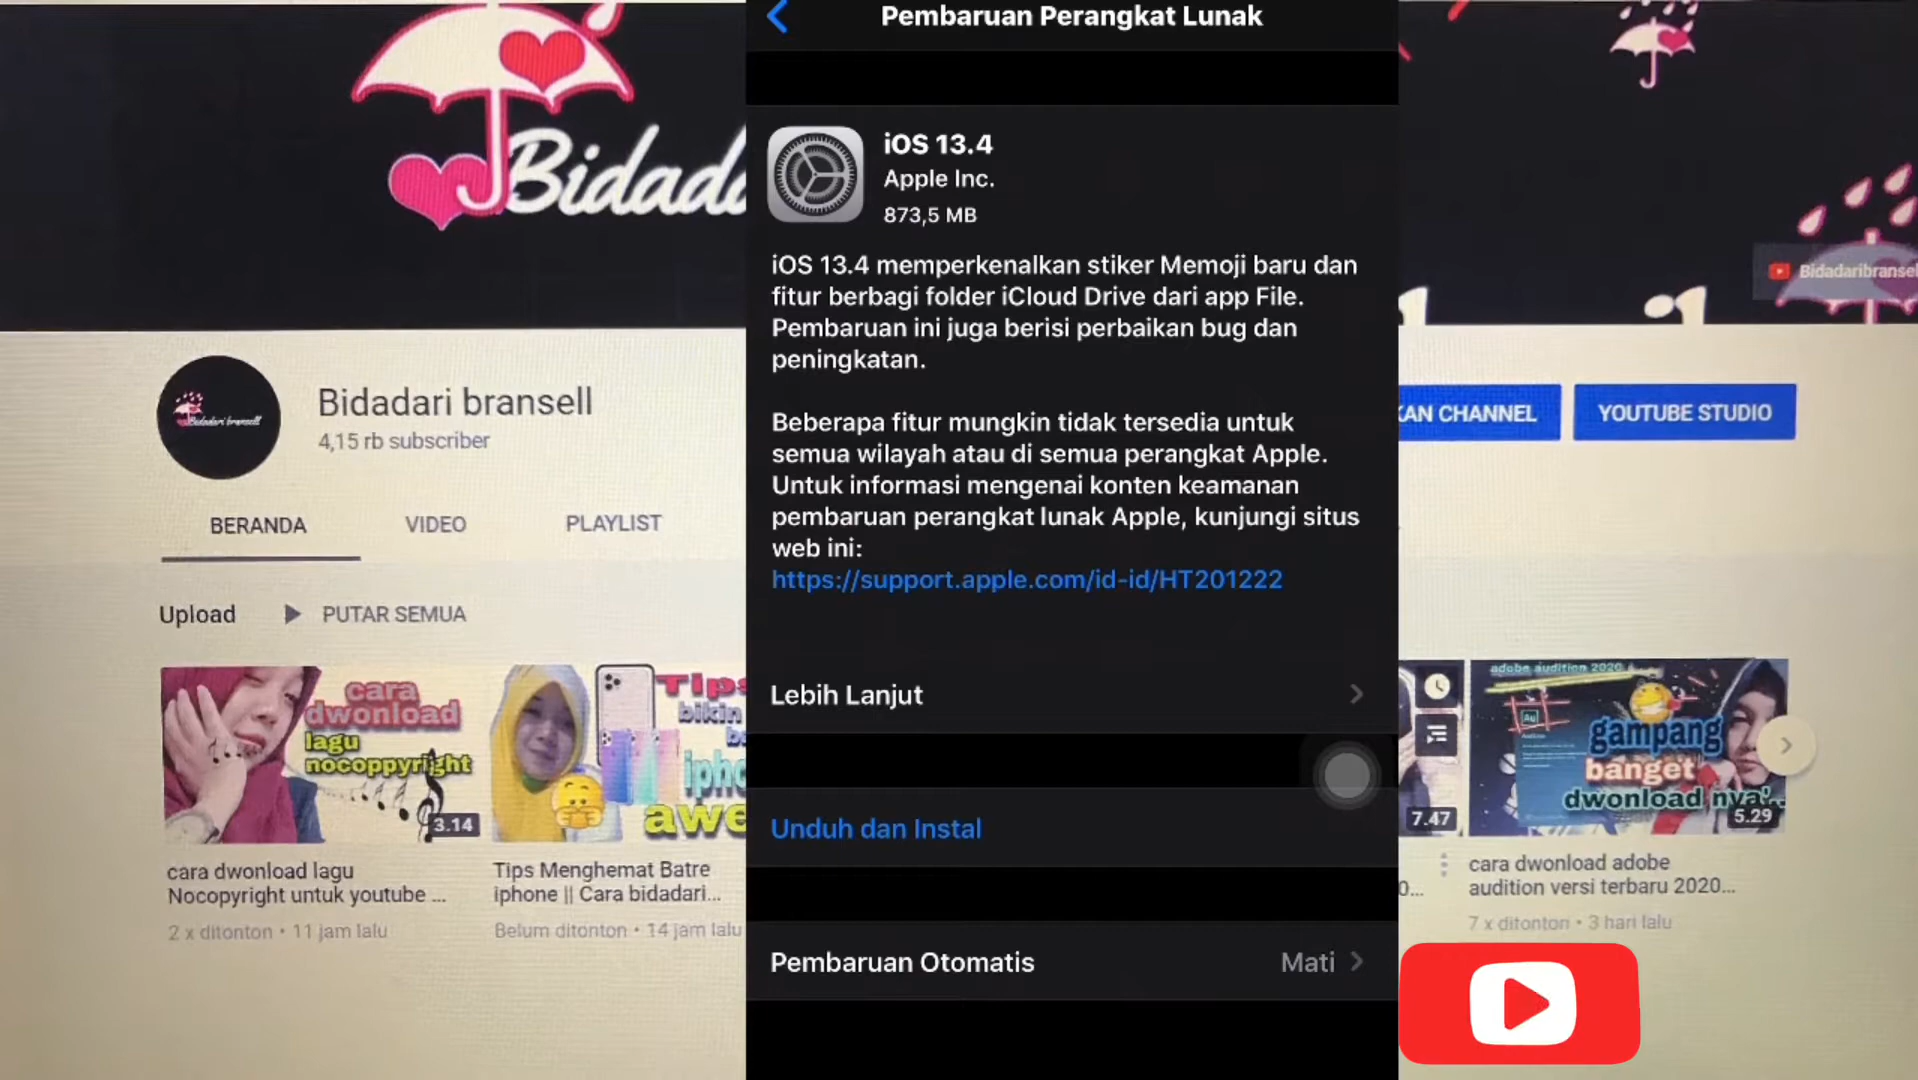 Pembaruan Perangkat Lunak
iOS 13.4
Apple Inc.
873,5 MB
iOS 13.4 memperkenalkan stiker Memoji baru dan
fitur berbagi folder iCloud Drive dari app File.
Pembaruan ini juga berisi perbaikan bug dan
peningkatan.
Beberapa fitur mungkin tidak tersedia untuk
semua wilayah atau di semua perangkat Apple.
Untuk informasi mengenai konten keamanan
pembaruan perangkat lunak Apple, kunjungi situs
web ini:
https://support.apple.com/id-id/HT201222
Lebih Lanjut
Unduh dan Instal
Pembaruan Otomatis Mati
Bidada
Bidadari bransell
Bidadari bransell
4,15 rb subscriber
BERANDA VIDEO PLAYLIST
Upload PUTAR SEMUA
cara
dwonload
lagu
nocoppyright
3.14
cara dwonload lagu
Nocopyright untuk youtube ...
2 x ditonton • 11 jam lalu
Tips
bikin
ipho
awe
Tips Menghemat Batre
iphone || Cara bidadari...
Belum ditonton • 14 jam lalu
Bidadaribransel
KAN CHANNEL YOUTUBE STUDIO
7.47
adobe audition 2020
Au
gampang
banget
dwonload nya'..
5.29
cara dwonload adobe
audition versi terbaru 2020...
7 x ditonton • 3 hari lalu